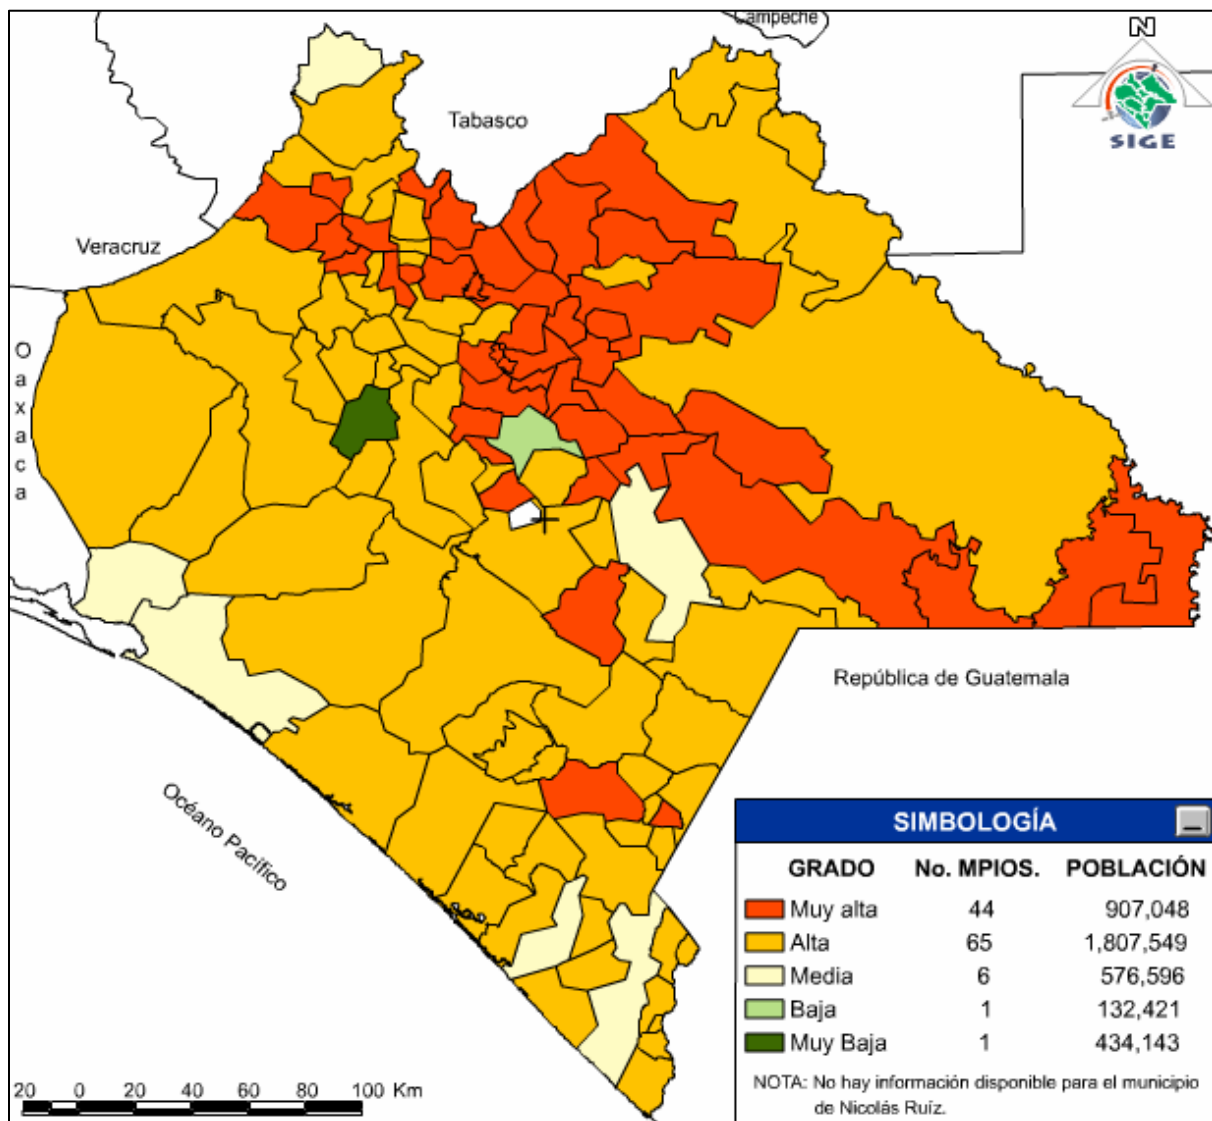 Campeche
N
Tabasco
SIGE
Veracruz
Oaxaca
República de Guatemala
Océano Pacífico
SIMBOLOGÍA
GRADO No. MPIOS. POBLACIÓN
Muy alta 44 907,048
Alta 65 1,807,549
Media 6 576,596
Baja 1 132,421
Muy Baja 1 434,143
NOTA: No hay información disponible para el municipio
de Nicolás Ruíz.
20 0 20 40 60 80 100 Km